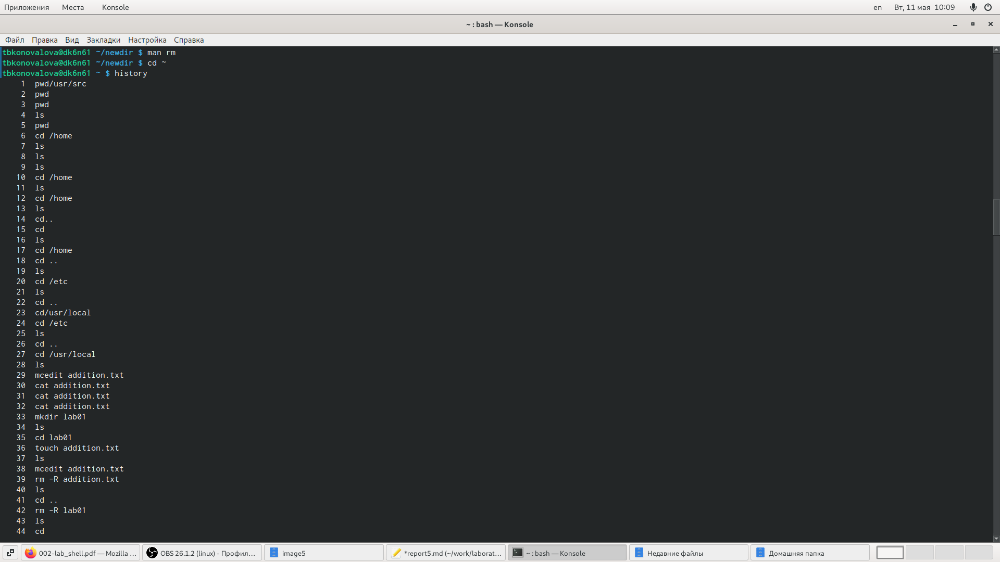 Приложения Места Konsole en Вт, 11 мая 10:09
~ : bash — Konsole
Файл Правка Вид Закладки Настройка Справка
tbkonovalova@dk6n61 ~/newdir $ man rm
tbkonovalova@dk6n61 ~/newdir $ cd ~
tbkonovalova@dk6n61 ~ $ history
1 pwd/usr/src
2 pwd
3 pwd
4 ls
5 pwd
6 cd /home
7 ls
8 ls
9 ls
10 cd /home
11 ls
12 cd /home
13 ls
14 cd..
15 cd
16 ls
17 cd /home
18 cd ..
19 ls
20 cd /etc
21 ls
22 cd ..
23 cd/usr/local
24 cd /etc
25 ls
26 cd ..
27 cd /usr/local
28 ls
29 mcedit addition.txt
30 cat addition.txt
31 cat addition.txt
32 cat addition.txt
33 mkdir lab01
34 ls
35 cd lab01
36 touch addition.txt
37 ls
38 mcedit addition.txt
39 rm -R addition.txt
40 ls
41 cd ..
42 rm -R lab01
43 ls
44 cd
002-lab_shell.pdf — Mozilla ... OBS 26.1.2 (linux) - Профил... image5 *report5.md (~/work/laborat... ~ : bash — Konsole Недавние файлы Домашняя папка